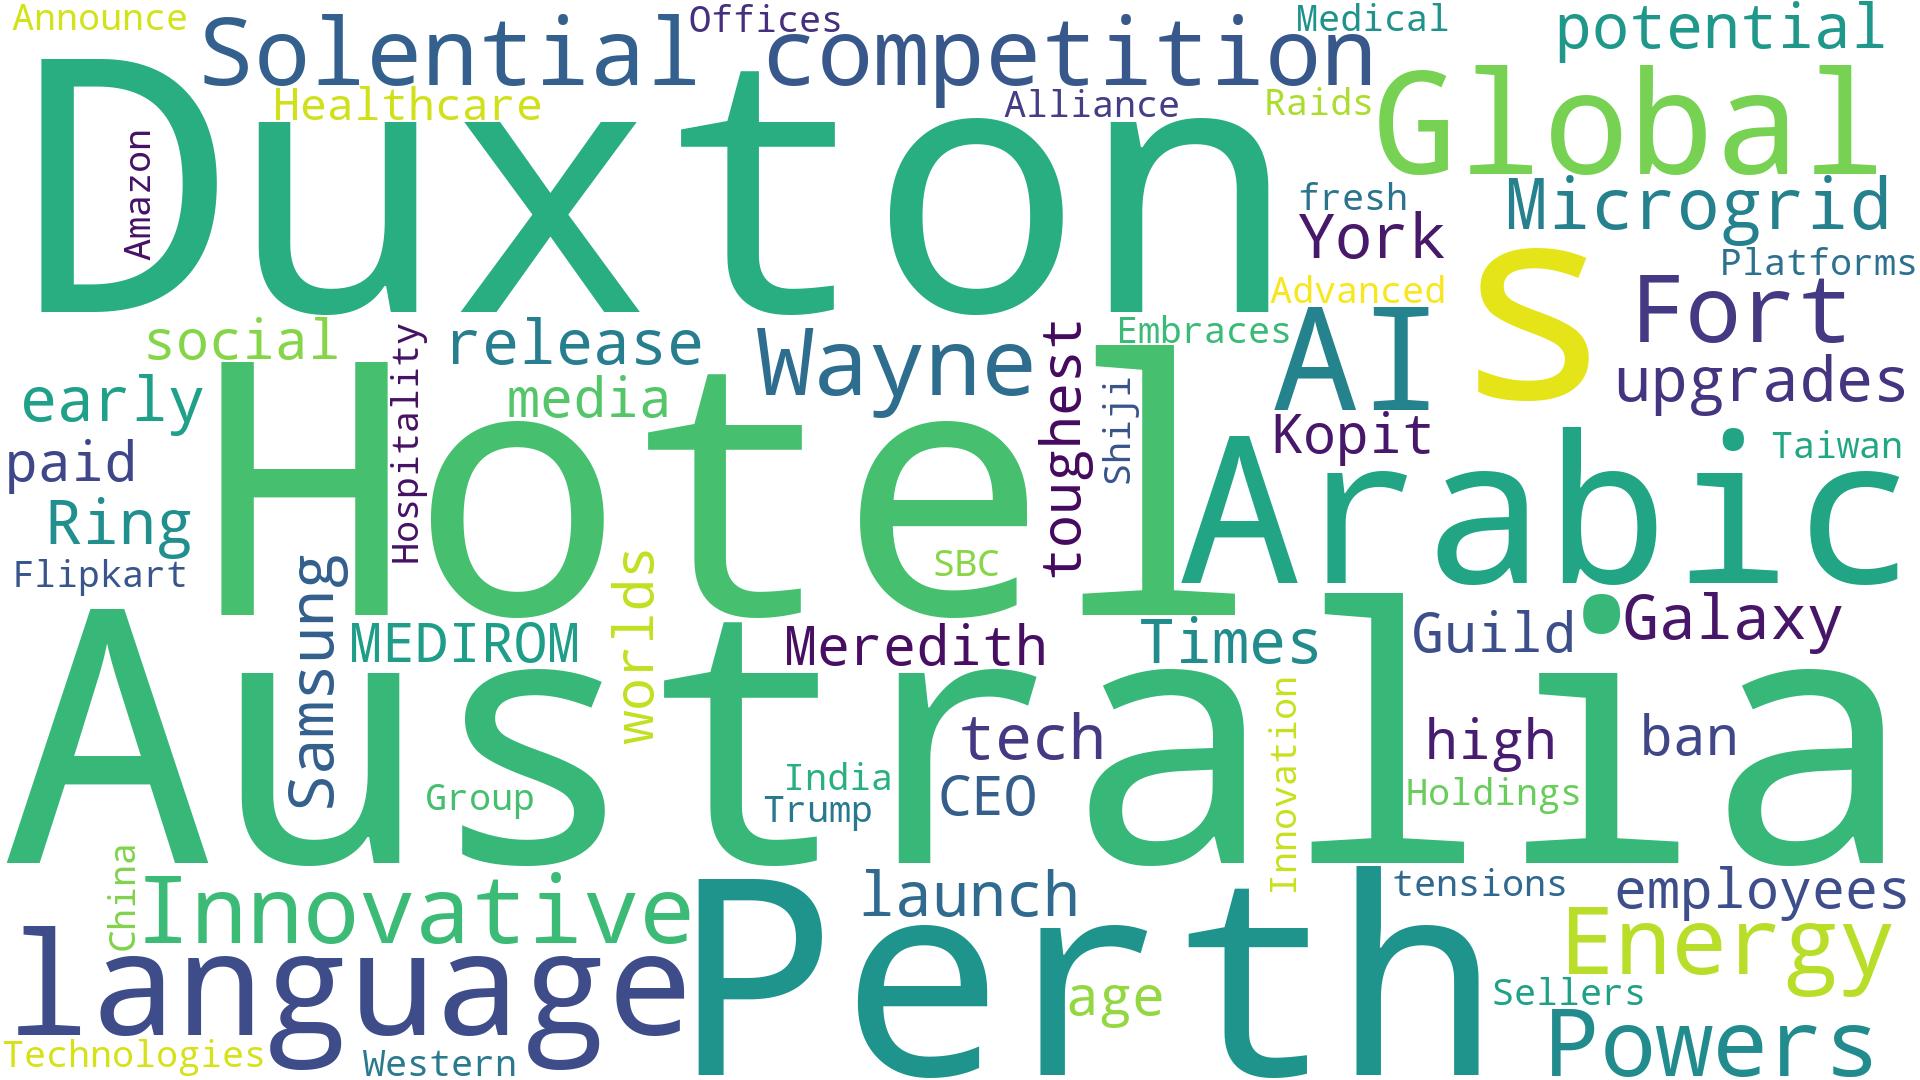 Announce
Solential
Offices
competition
Medical
potential
Healthcare
Alliance
Raids
Global
Duxton
Amazon
fresh
York
Microgrid
Platforms
Advanced
S
Fort
social
Hospitality
release
Wayne
toughest
Embraces
AI
upgrades
early
media
Shiji
Kopit
Taiwan
paid
Hotel
Arabic
Ring
SBC
Flipkart
Samsung
worlds
MEDIROM
Meredith
Times
Guild
Galaxy
Australia
tech
Innovation
high
ban
Group
India
Trump
CEO
Holdings
China
Innovative
launch
tensions
employees
Energy
language
Perth
age
Sellers
Powers
Technologies
Western